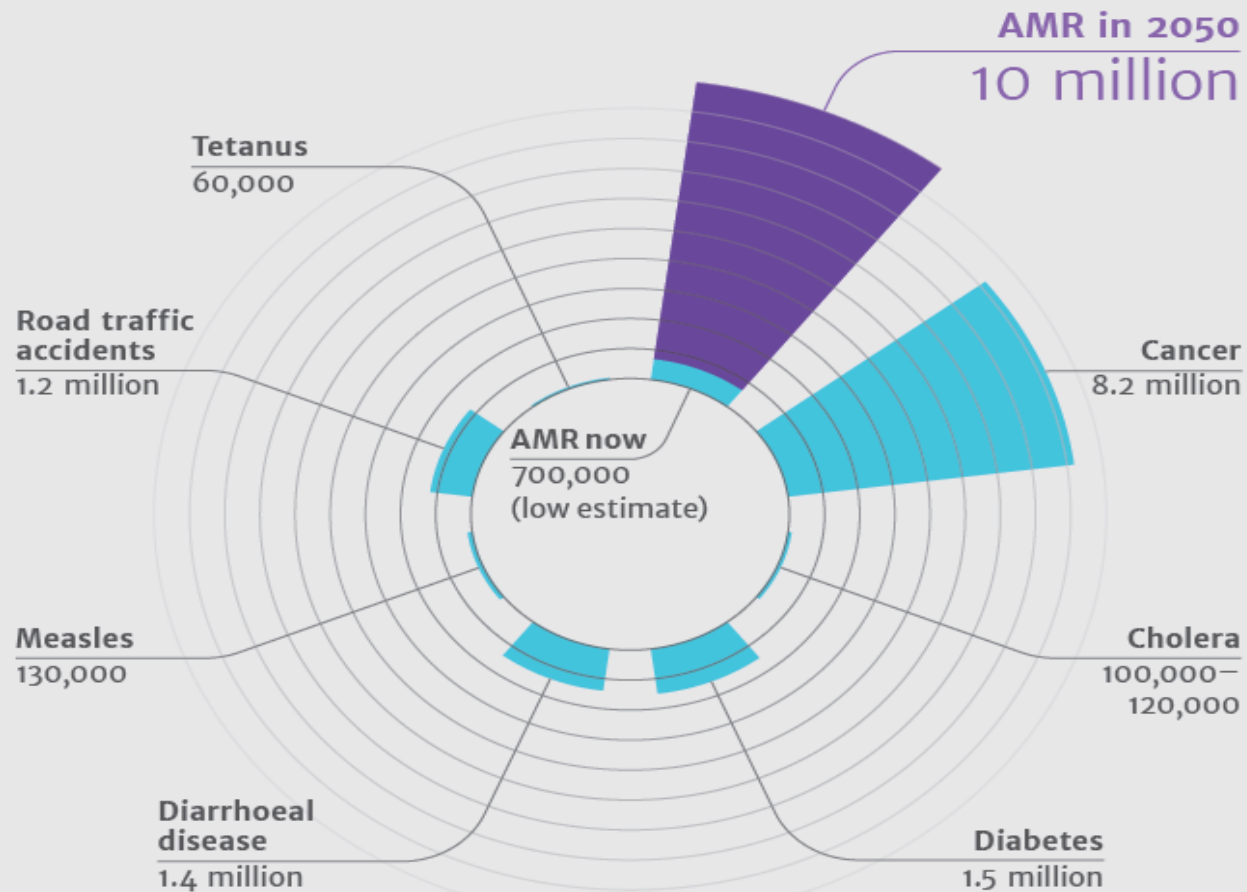 AMR in 2050
10 million
Tetanus
60,000
Road traffic
accidents
1.2 million
AMR now
700,000
(low estimate)
Cancer
8.2 million
Measles
130,000
Cholera
100,000–
120,000
Diarrhoeal
disease
1.4 million
Diabetes
1.5 million